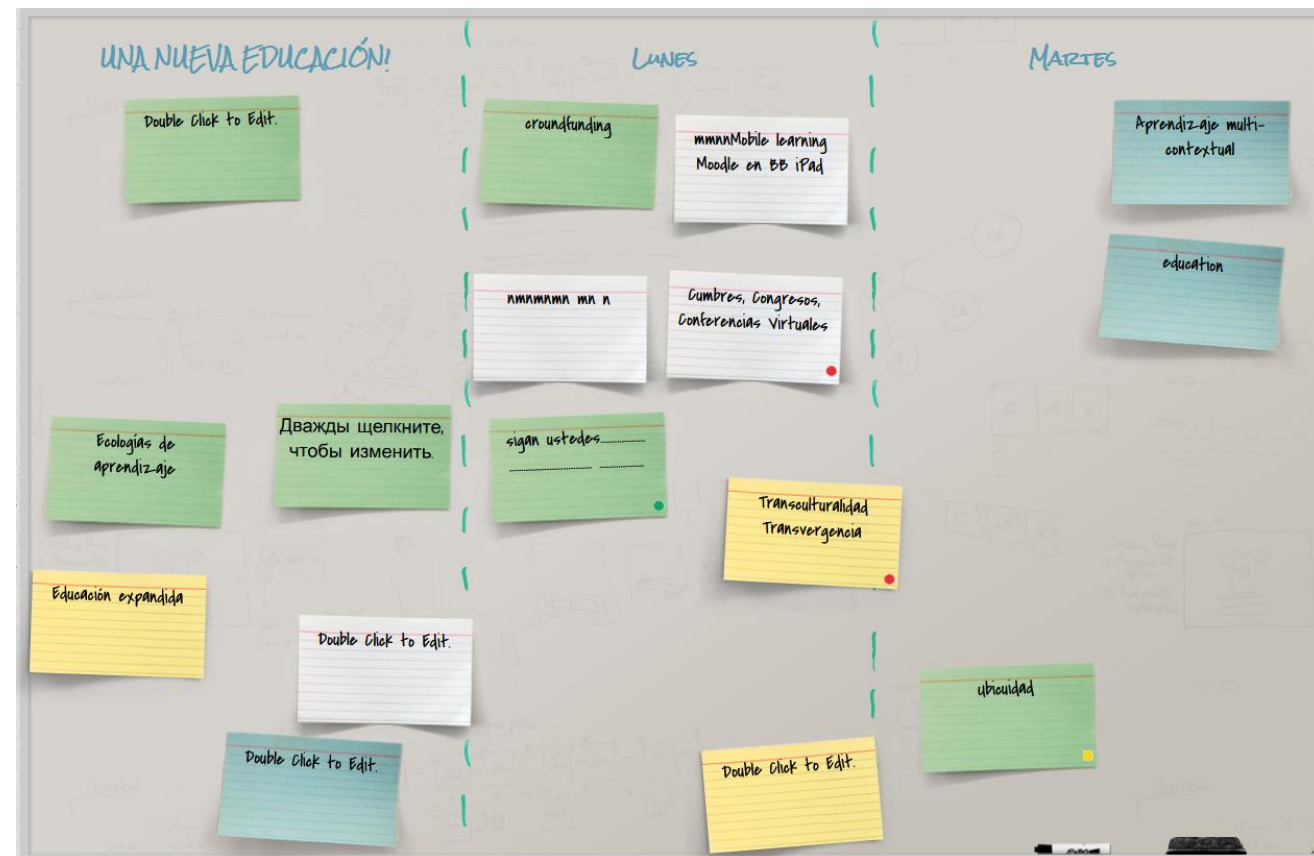 UNA NUEVA EDUCACIÓN!
Double Click to Edit.
Ecologías de
aprendizaje
Дважды щелкните,
чтобы изменить.
Educación expandida
Double Click to Edit.
Double Click to Edit.
LUNES
croundfunding
mmnnMobile learning
Moodle en BB iPad
nmnmnmn mn n
Cumbres, Congresos,
Conferencias Virtuales
sigan ustedes..................
................................. ..................
Transculturalidad
Transvergencia
Double Click to Edit.
MARTES
Aprendizaje multi-
contextual
education
ubicuidad
EXPO